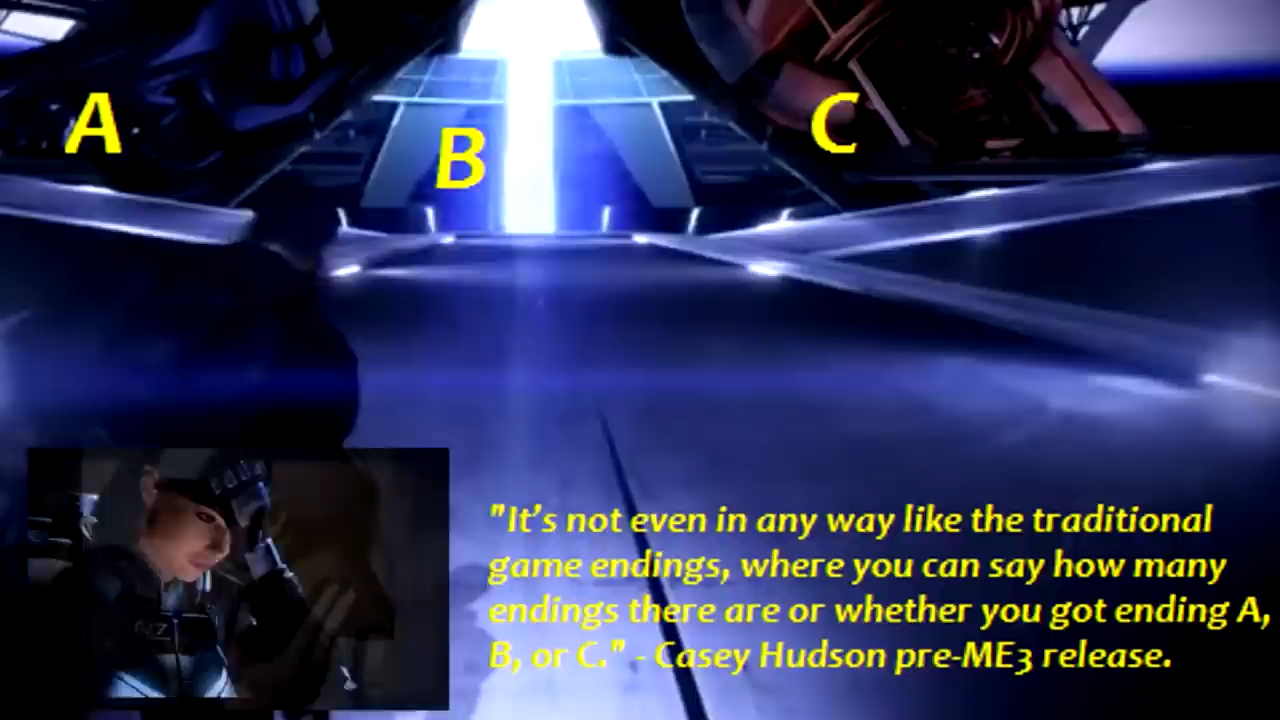 A
B
C
"It's not even in any way like the traditional
game endings, where you can say how many
endings there are or whether you got ending A,
B, or C." - Casey Hudson pre-ME3 release.
N7